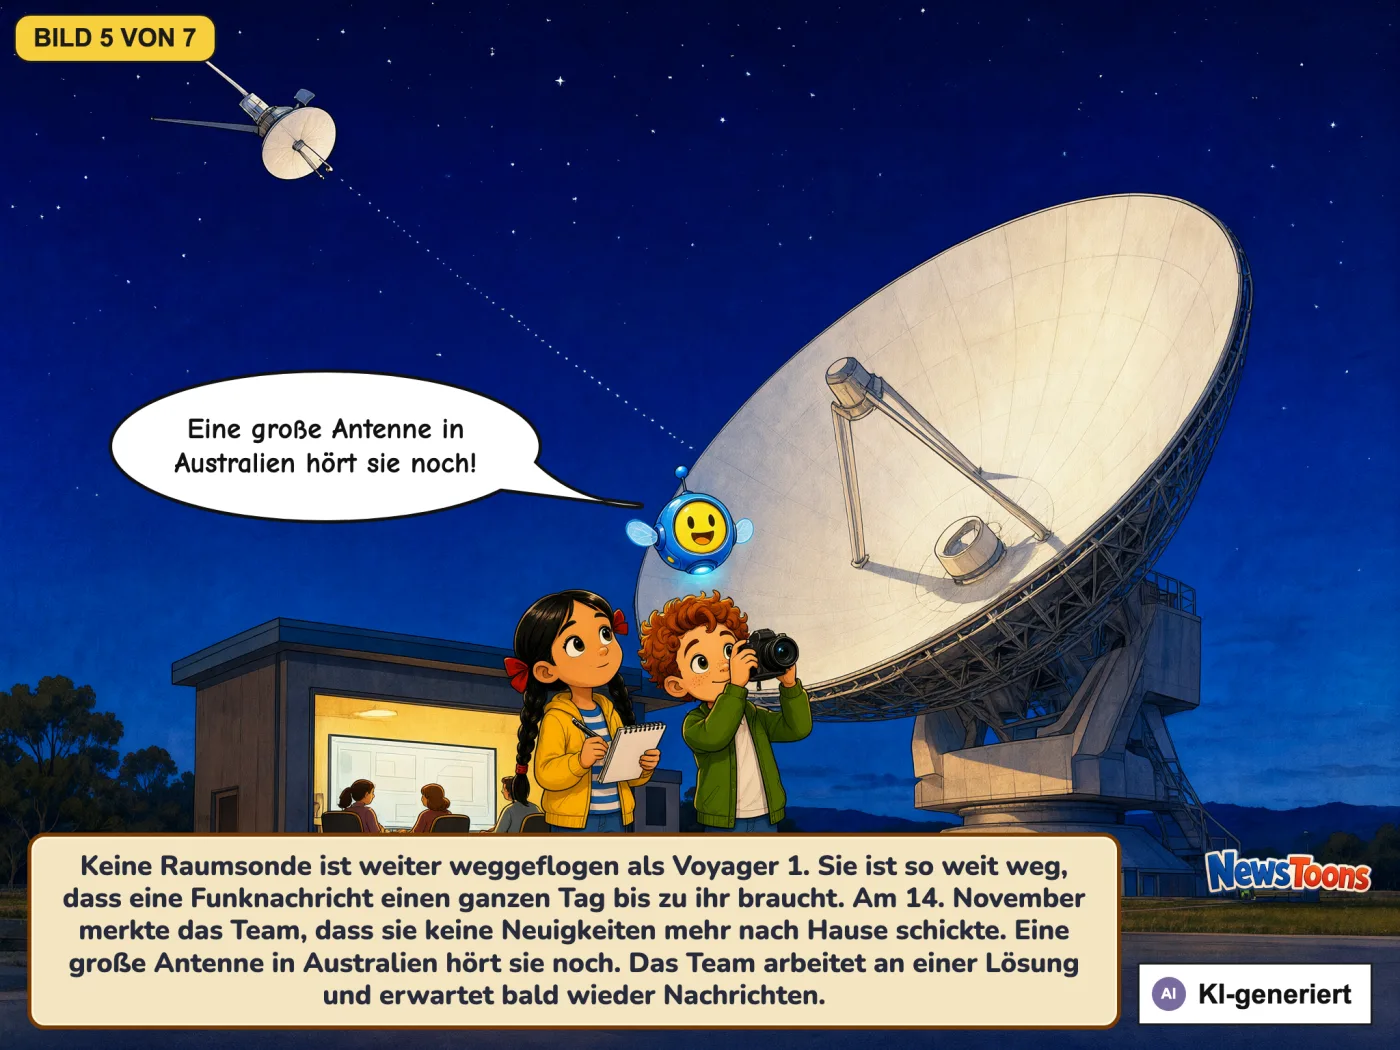 BILD 5 VON 7
Eine große Antenne in
Australien hört sie noch!
Keine Raumsonde ist weiter weggeflogen als Voyager 1. Sie ist so weit weg,
dass eine Funknachricht einen ganzen Tag bis zu ihr braucht. Am 14. November
merkte das Team, dass sie keine Neuigkeiten mehr nach Hause schickte. Eine
große Antenne in Australien hört sie noch. Das Team arbeitet an einer Lösung
und erwartet bald wieder Nachrichten.
NewsToons
AI KI-generiert